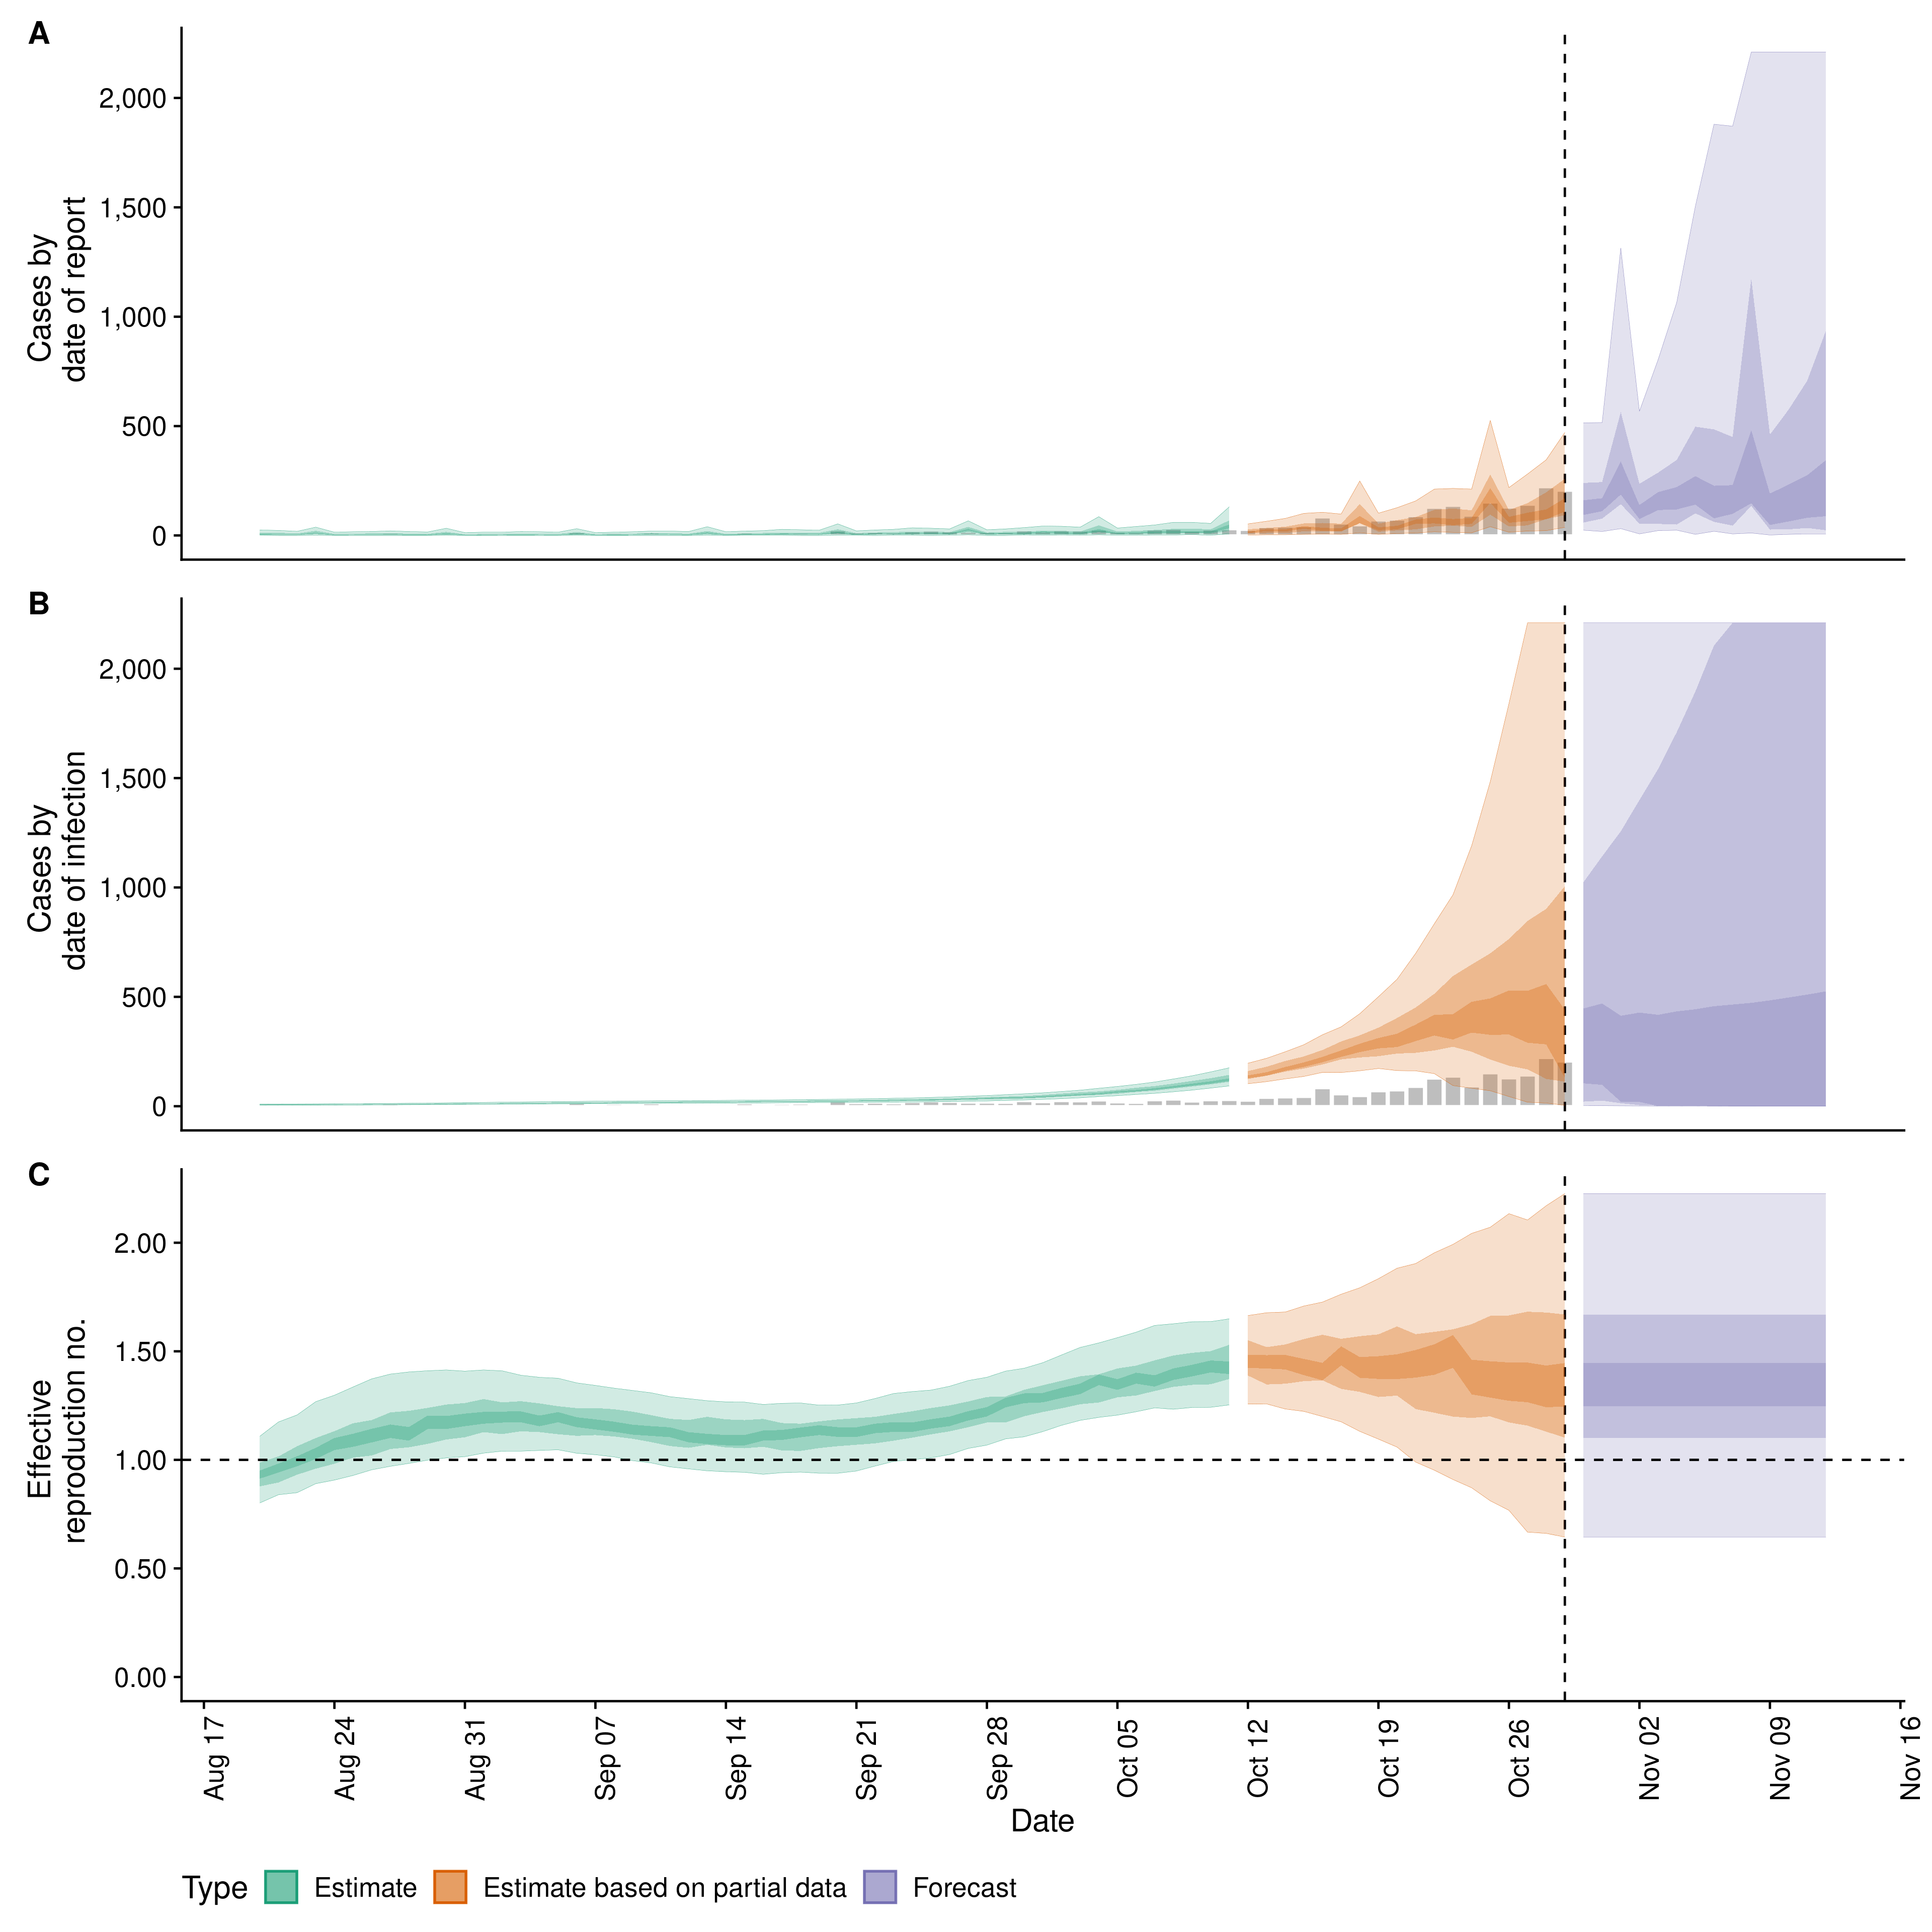 A
2,000
1,500
1,000
500
0
Cases by
date of report
B
2,000
1,500
1,000
500
0
Cases by
date of infection
C
2.00
1.50
1.00
0.50
0.00
Effective
reproduction no.
Aug 17
Aug 24
Aug 31
Sep 07
Sep 14
Sep 21
Sep 28
Oct 05
Oct 12
Oct 19
Oct 26
Nov 02
Nov 09
Nov 16
Date
Type Estimate Estimate based on partial data Forecast